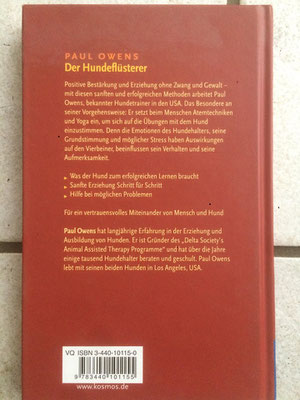 PAUL OWENS
Der Hundeflüsterer
Positive Bestärkung und Erziehung ohne Zwang und Gewalt –
mit diesen sanften und erfolgreichen Methoden arbeitet Paul
Owens, bekannter Hundetrainer in den USA. Das Besondere an
seiner Vorgehensweise: Er setzt beim Menschen Atemtechniken
und Yoga ein, um sich auf die Übungen mit dem Hund
einzustimmen. Denn die Emotionen des Hundehalters, seine
Grundstimmung und möglicher Stress haben Auswirkungen
auf den Vierbeiner, beeinflussen sein Verhalten und seine
Aufmerksamkeit.
Was der Hund zum erfolgreichen Lernen braucht
Sanfte Erziehung Schritt für Schritt
Hilfe bei möglichen Problemen
Für ein vertrauensvolles Miteinander von Mensch und Hund
Paul Owens hat langjährige Erfahrung in der Erziehung und
Ausbildung von Hunden. Er ist Gründer des „Delta Society's
Animal Assisted Therapy Programme" und hat über die Jahre
einige tausend Hundehalter beraten und geschult. Paul Owens
lebt mit seinen beiden Hunden in Los Angeles, USA.
VQ ISBN 3-440-10115-0
9 783440 101155
www.kosmos.de